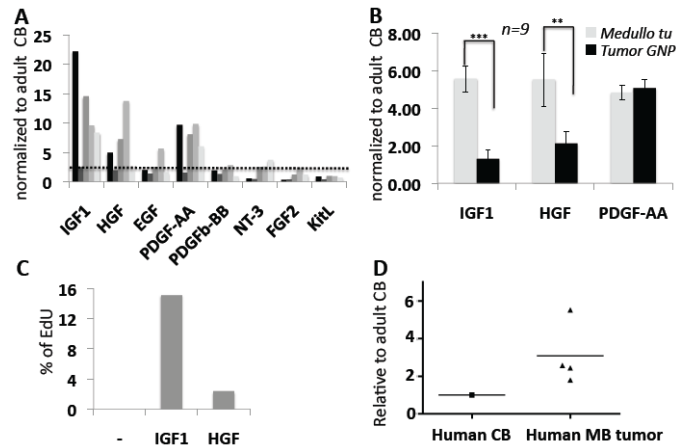 A
normalized to adult CB
25
20
15
10
5
0
IGF1 HGF EGF PDGF-AA PDGFb-BB NT-3 FGF2 KitL
B
normalized to adult CB
*** n=9 **
Medullo tu
Tumor GNP
6.00
4.00
2.00
0.00
IGF1 HGF PDGF-AA
C
% of EdU
16
12
8
4
0
- IGF1 HGF
D
Relative to adult CB
6
4
2
0
Human CB Human MB tumor